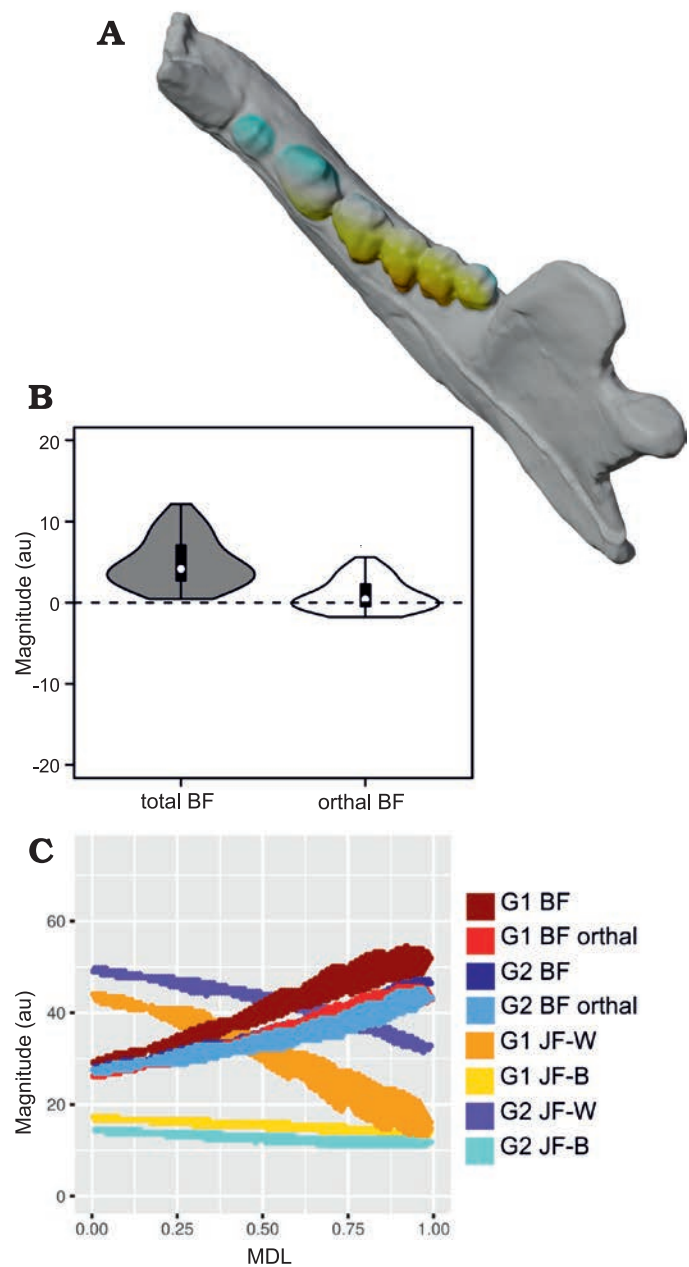 A
B
20
10
0
-10
-20
Magnitude (au)
total BF
orthal BF
C
60
40
20
0
Magnitude (au)
0.00
0.25
0.50
0.75
1.00
MDL
G1 BF
G1 BF orthal
G2 BF
G2 BF orthal
G1 JF-W
G1 JF-B
G2 JF-W
G2 JF-B